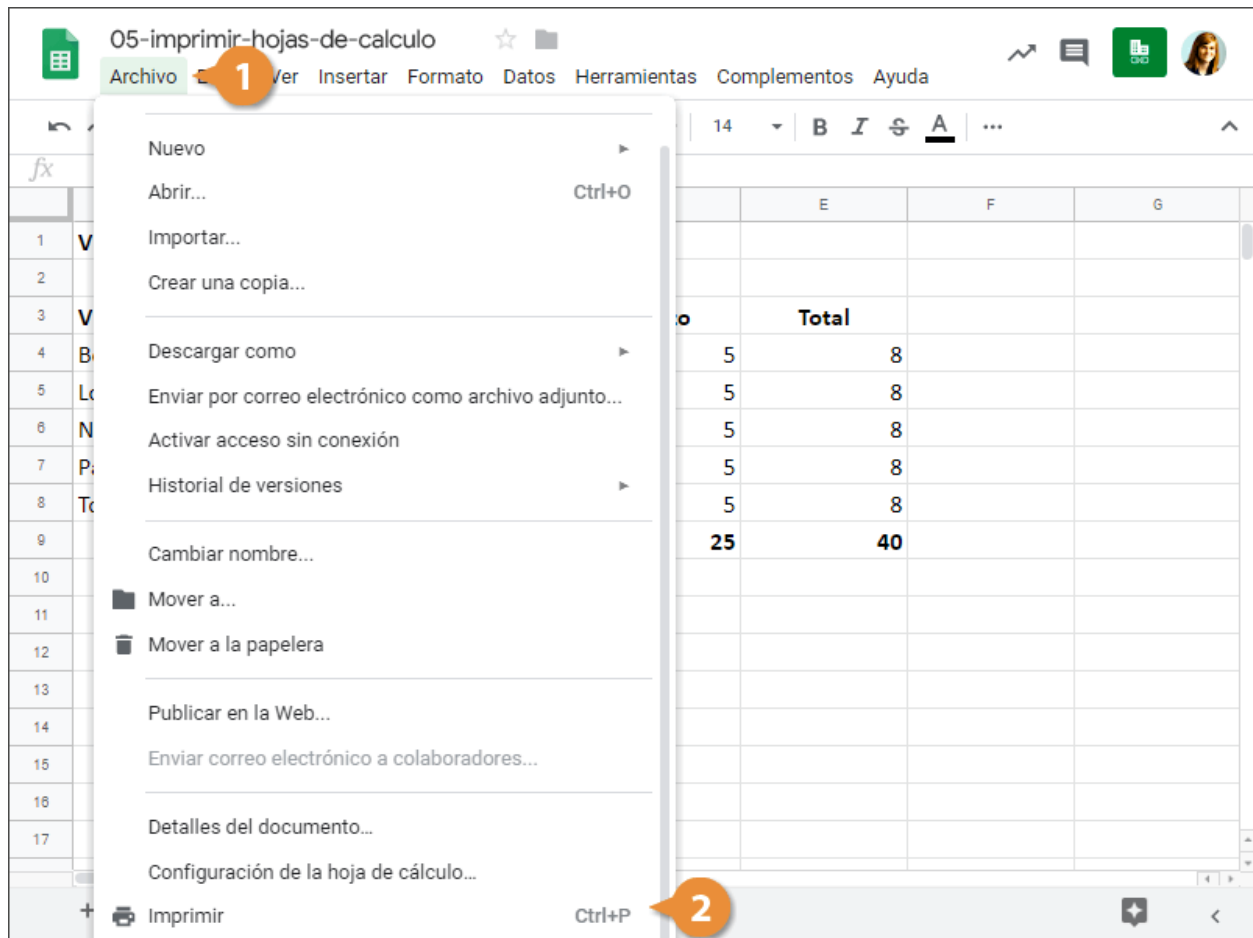 05-imprimir-hojas-de-calculo
Archivo 1 Ver Insertar Formato Datos Herramientas Complementos Ayuda
14 B I S A ...
fx
E F G
1 V
2
3 V o Total
4 B 5 8
5 Lo 5 8
6 N 5 8
7 Pa 5 8
8 To 5 8
9 25 40
10
11
12
13
14
15
16
17
Nuevo
Abrir... Ctrl+O
Importar...
Crear una copia...
Descargar como
Enviar por correo electrónico como archivo adjunto...
Activar acceso sin conexión
Historial de versiones
Cambiar nombre...
Mover a...
Mover a la papelera
Publicar en la Web...
Enviar correo electrónico a colaboradores...
Detalles del documento...
Configuración de la hoja de cálculo...
Imprimir Ctrl+P 2